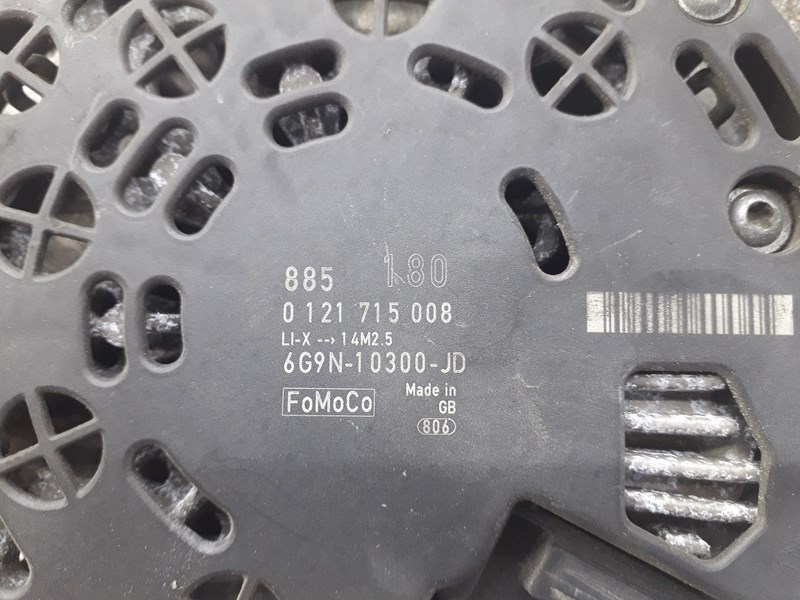 885 180
0 121 715 008
LI-X --> 14M2.5
6G9N-10300-JD
FoMoCo
Made in
GB
806